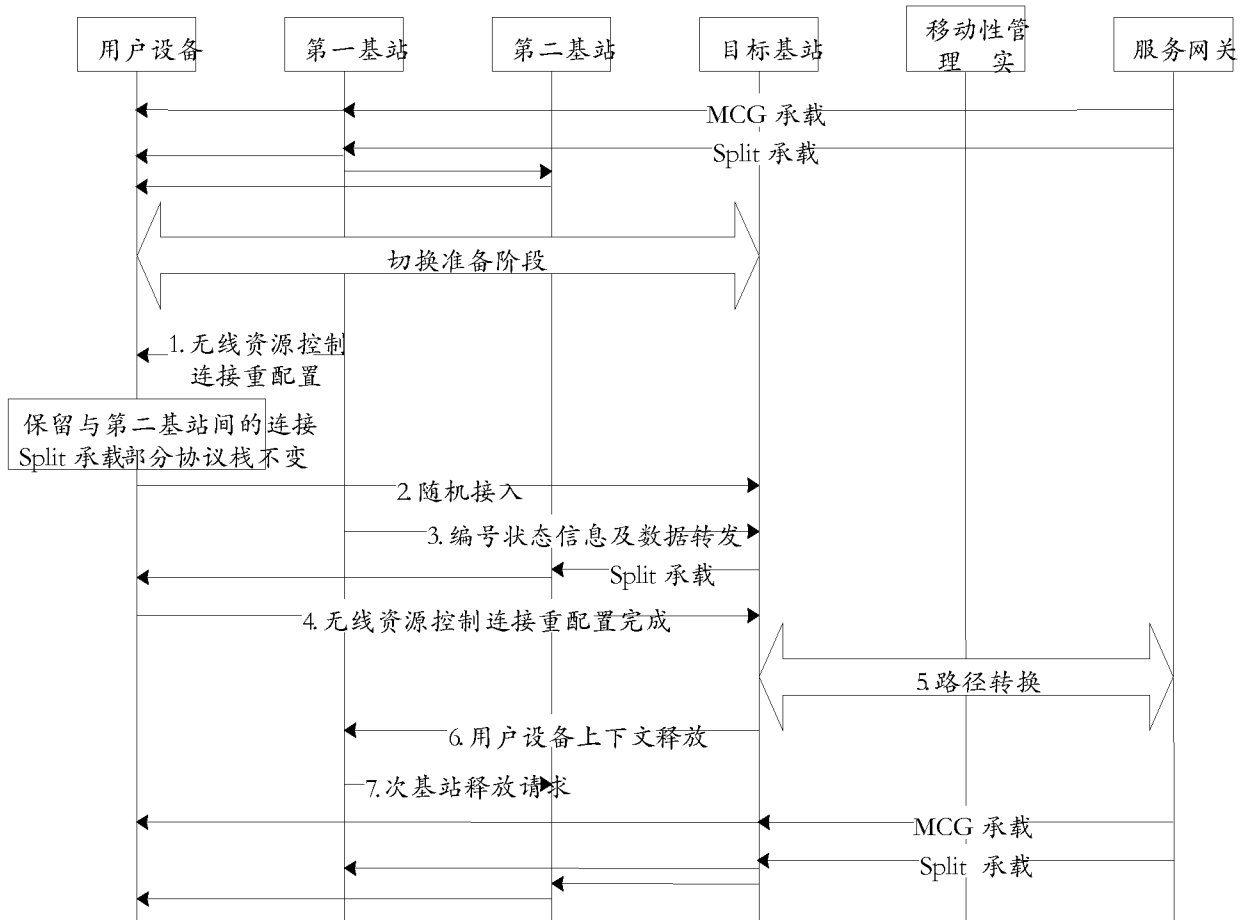 用户设备
第一基站
第二基站
目标基站
移动性管
理 实
服务网关
MCG 承载
Split 承载
切换准备阶段
1.无线资源控制
连接重配置
保留与第二基站间的连接
Split 承载部分协议栈不变
2.随机接入
3.编号状态信息及数据转发
Split 承载
4.无线资源控制连接重配置完成
5.路径转换
6.用户设备上下文释放
7.次基站释放请求
MCG 承载
Split 承载